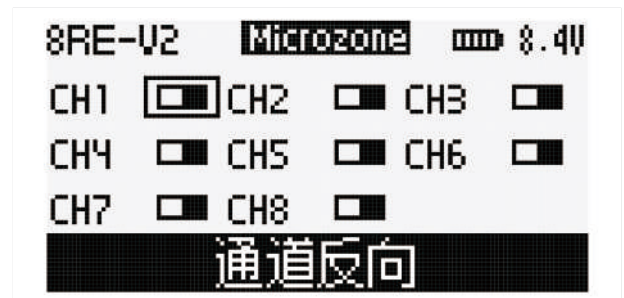 8RE-V2 Microzone 8.4V
CH1 CH2 CH3
CH4 CH5 CH6
CH7 CH8
通道反向